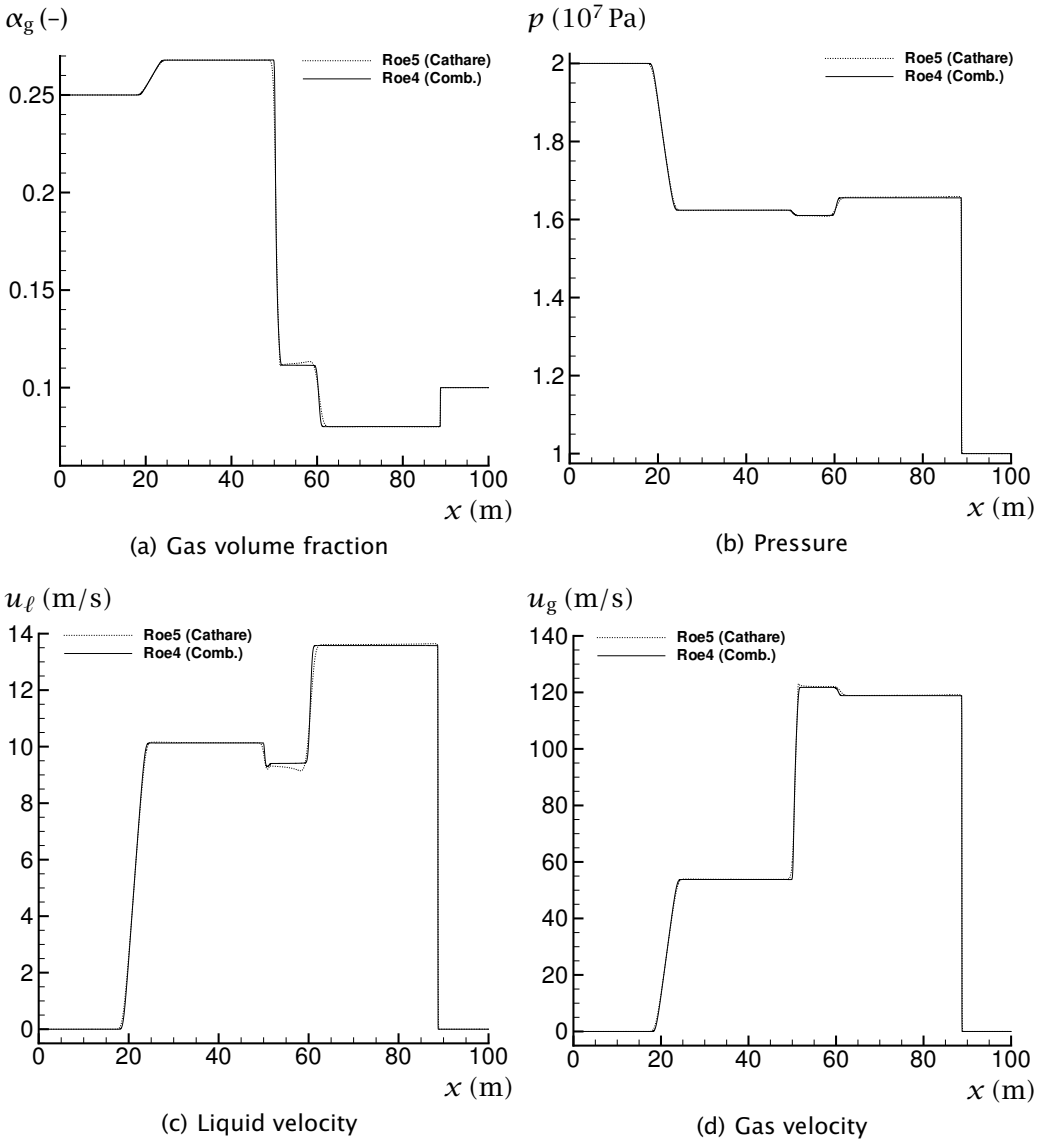 αg (–)
Roe5 (Cathare)
Roe4 (Comb.)
0.25
0.2
0.15
0.1
0 20 40 60 80 100
x (m)
(a) Gas volume fraction
p (10⁷ Pa)
Roe5 (Cathare)
Roe4 (Comb.)
2
1.8
1.6
1.4
1.2
1
0 20 40 60 80 100
x (m)
(b) Pressure
uℓ (m/s)
Roe5 (Cathare)
Roe4 (Comb.)
14
12
10
8
6
4
2
0
0 20 40 60 80 100
x (m)
(c) Liquid velocity
ug (m/s)
Roe5 (Cathare)
Roe4 (Comb.)
140
120
100
80
60
40
20
0
0 20 40 60 80 100
x (m)
(d) Gas velocity